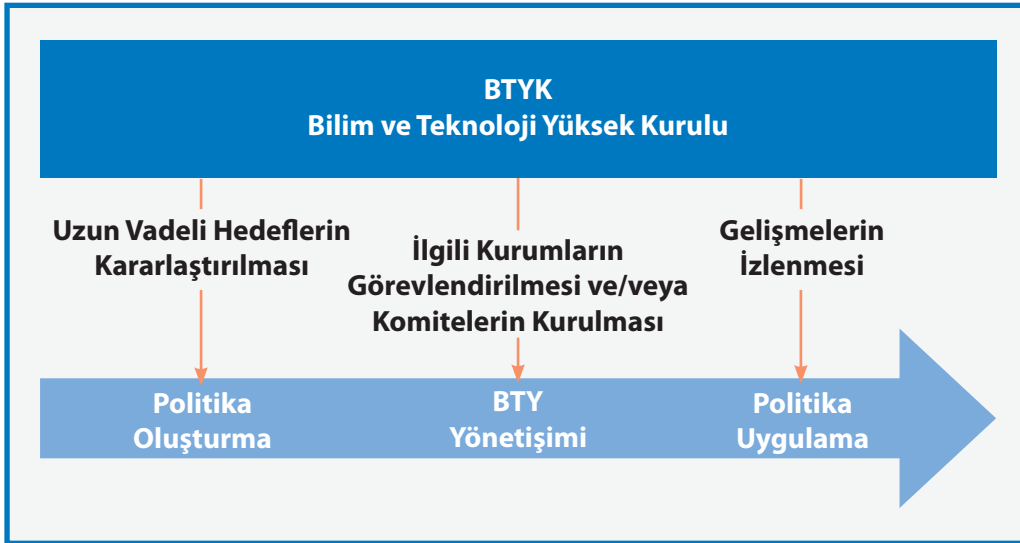 BTYK
Bilim ve Teknoloji Yüksek Kurulu
Uzun Vadeli Hedeflerin
Kararlaştırılması
İlgili Kurumların
Görevlendirilmesi ve/veya
Komitelerin Kurulması
Gelişmelerin
İzlenmesi
Politika
Oluşturma
BTY
Yönetişimi
Politika
Uygulama